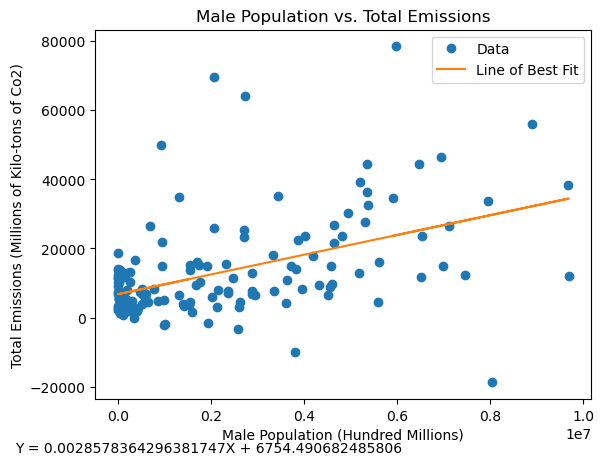 Male Population vs. Total Emissions
Total Emissions (Millions of Kilo-tons of Co2)
80000
60000
40000
20000
0
−20000
Data
Line of Best Fit
0.0 0.2 0.4 0.6 0.8 1.0
1e7
Male Population (Hundred Millions)
Y = 0.0028578364296381747X + 6754.490682485806